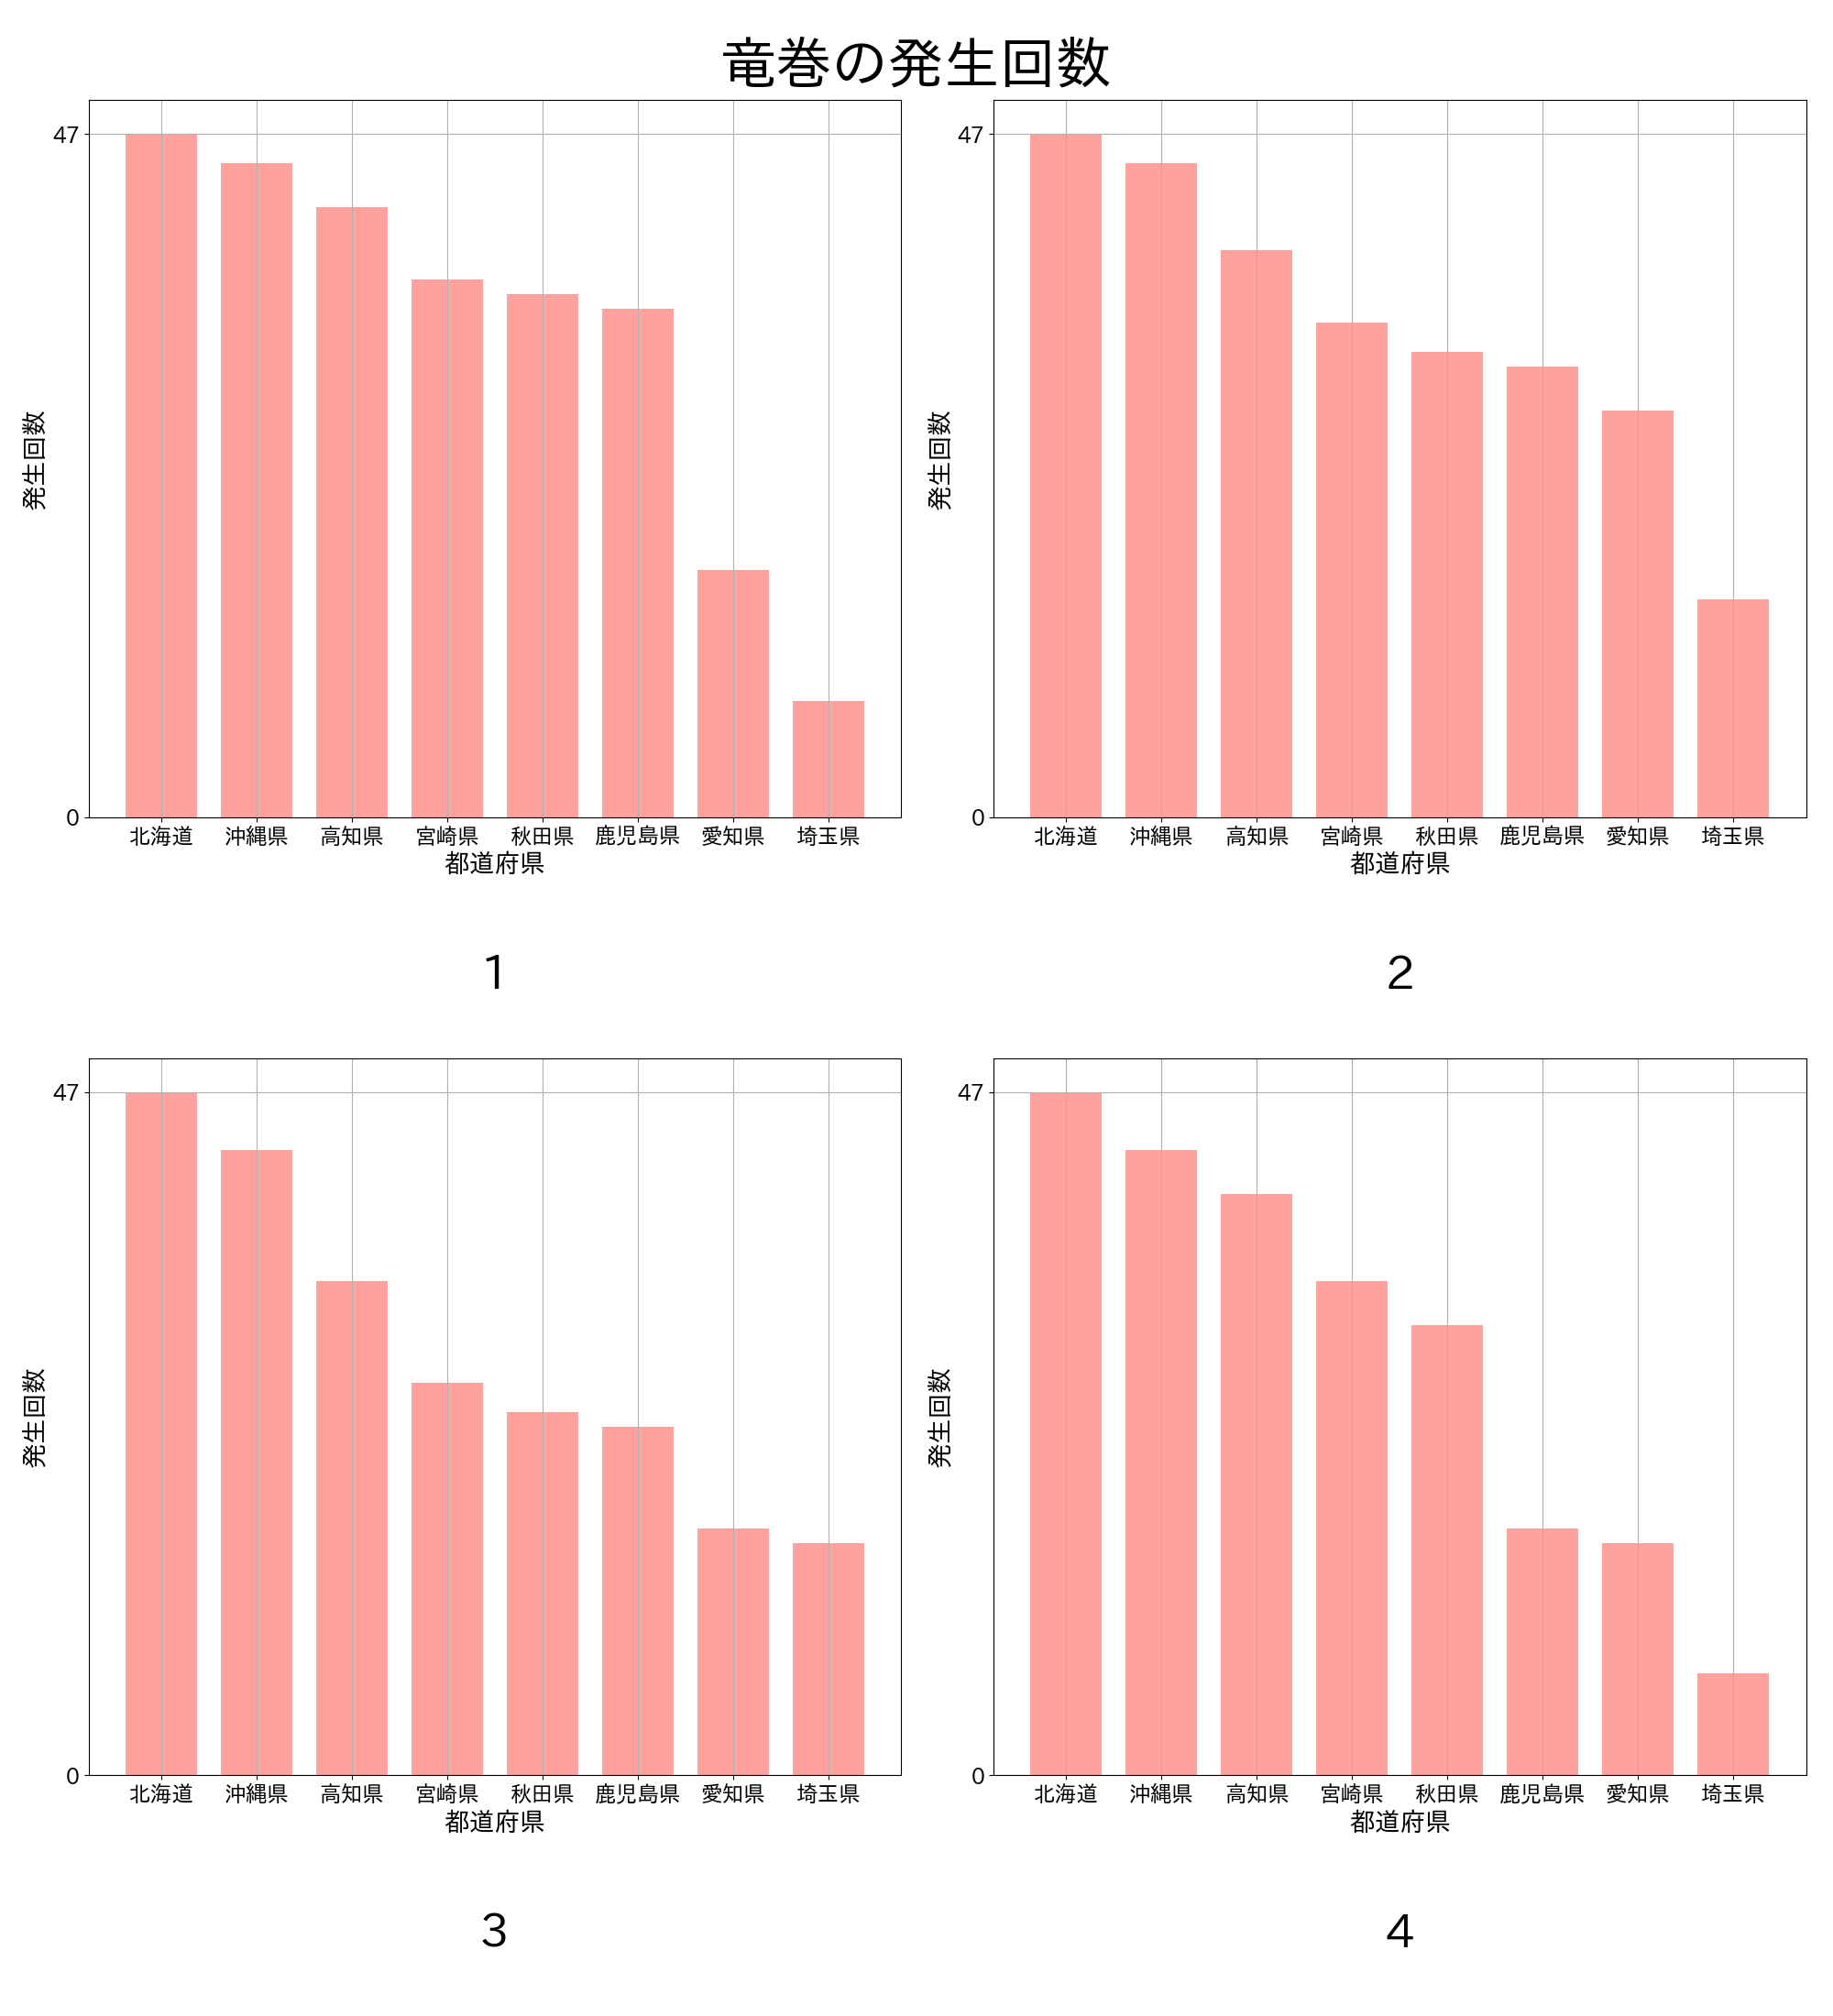 竜巻の発生回数
47
0
発生回数
北海道 沖縄県 高知県 宮崎県 秋田県 鹿児島県 愛知県 埼玉県
都道府県
1
47
0
発生回数
北海道 沖縄県 高知県 宮崎県 秋田県 鹿児島県 愛知県 埼玉県
都道府県
2
47
0
発生回数
北海道 沖縄県 高知県 宮崎県 秋田県 鹿児島県 愛知県 埼玉県
都道府県
3
47
0
発生回数
北海道 沖縄県 高知県 宮崎県 秋田県 鹿児島県 愛知県 埼玉県
都道府県
4